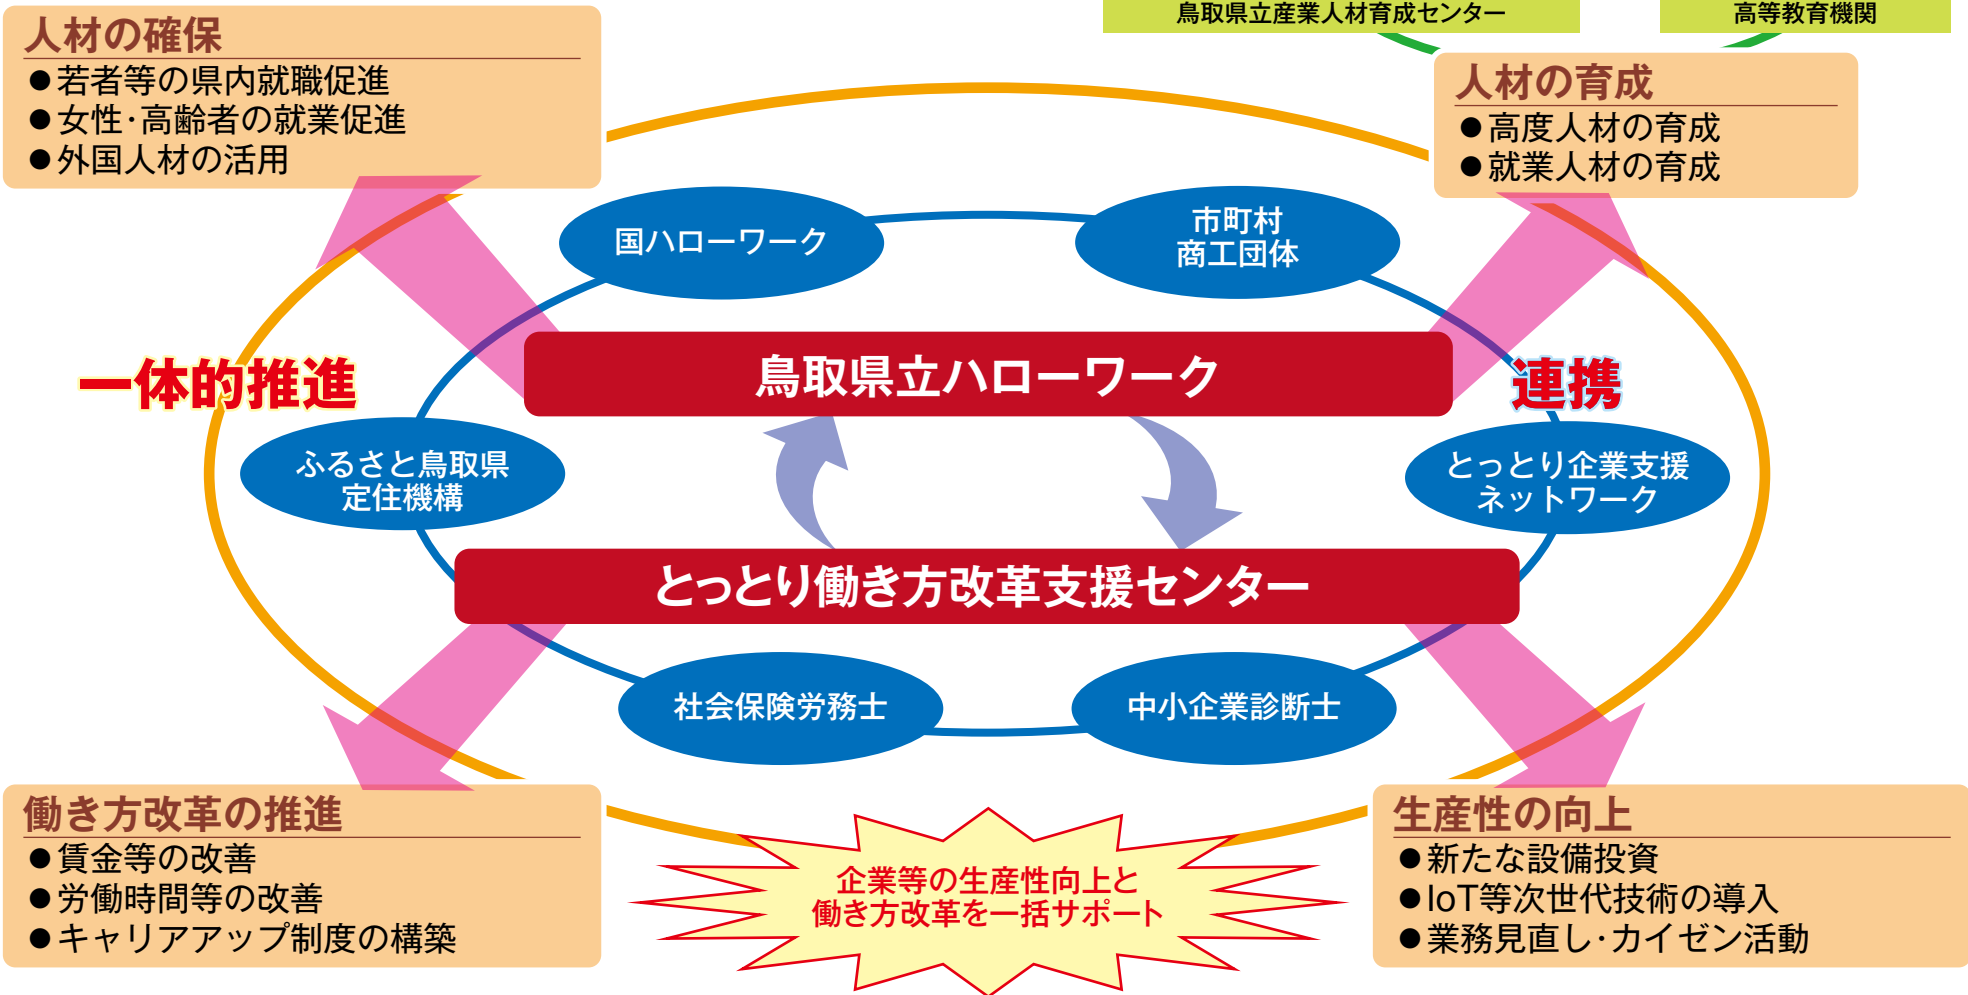 鳥取県立産業人材育成センター
高等教育機関
人材の確保
●若者等の県内就職促進
●女性・高齢者の就業促進
●外国人材の活用
人材の育成
●高度人材の育成
●就業人材の育成
国ハローワーク
市町村
商工団体
鳥取県立ハローワーク
一体的推進
連携
ふるさと鳥取県
定住機構
とっとり企業支援
ネットワーク
とっとり働き方改革支援センター
社会保険労務士
中小企業診断士
働き方改革の推進
●賃金等の改善
●労働時間等の改善
●キャリアアップ制度の構築
企業等の生産性向上と
働き方改革を一括サポート
生産性の向上
●新たな設備投資
●IoT等次世代技術の導入
●業務見直し・カイゼン活動